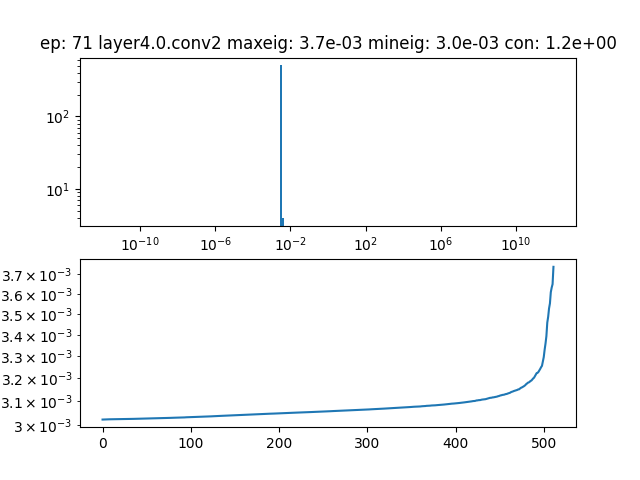 ep: 71 layer4.0.conv2 maxeig: 3.7e-03 mineig: 3.0e-03 con: 1.2e+00
10²
10¹
10⁻¹⁰ 10⁻⁶ 10⁻² 10² 10⁶ 10¹⁰
3.7 × 10⁻³
3.6 × 10⁻³
3.5 × 10⁻³
3.4 × 10⁻³
3.3 × 10⁻³
3.2 × 10⁻³
3.1 × 10⁻³
3 × 10⁻³
0 100 200 300 400 500